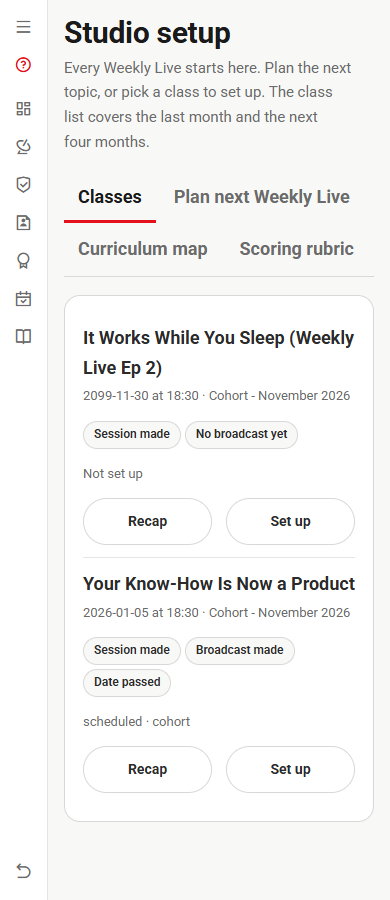 Studio setup
Every Weekly Live starts here. Plan the next
topic, or pick a class to set up. The class
list covers the last month and the next
four months.
Classes
Plan next Weekly Live
Curriculum map
Scoring rubric
It Works While You Sleep (Weekly
Live Ep 2)
2099-11-30 at 18:30 · Cohort - November 2026
Session made
No broadcast yet
Not set up
Recap
Set up
Your Know-How Is Now a Product
2026-01-05 at 18:30 · Cohort - November 2026
Session made
Broadcast made
Date passed
scheduled · cohort
Recap
Set up